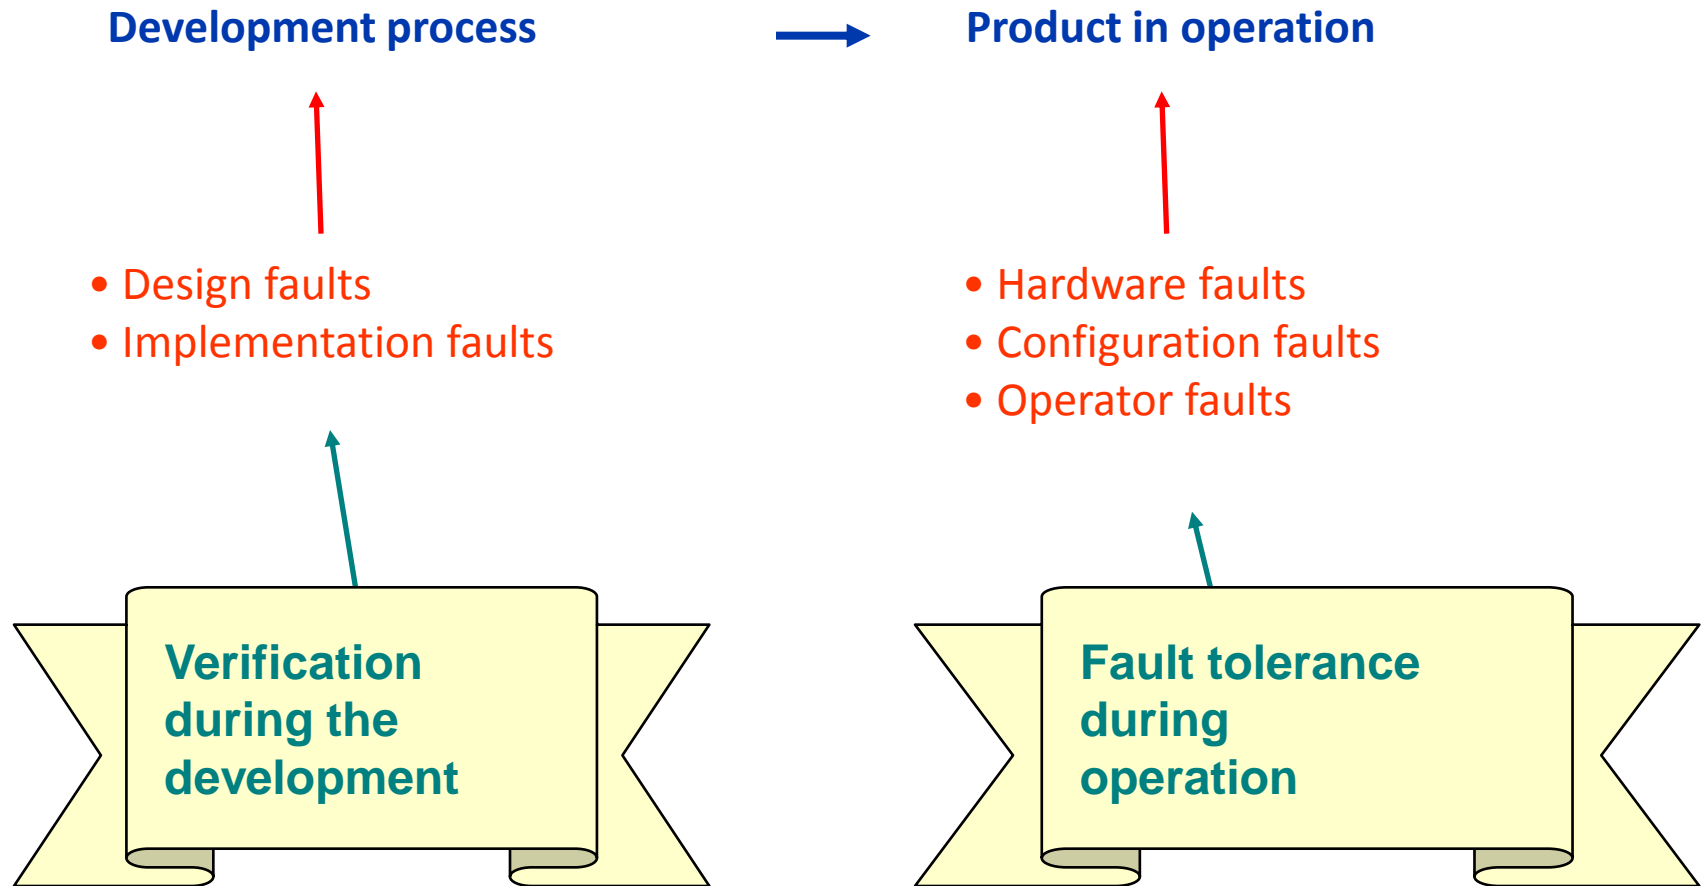 Development process
Product in operation
• Design faults
• Implementation faults
• Hardware faults
• Configuration faults
• Operator faults
Verification
during the
development
Fault tolerance
during
operation